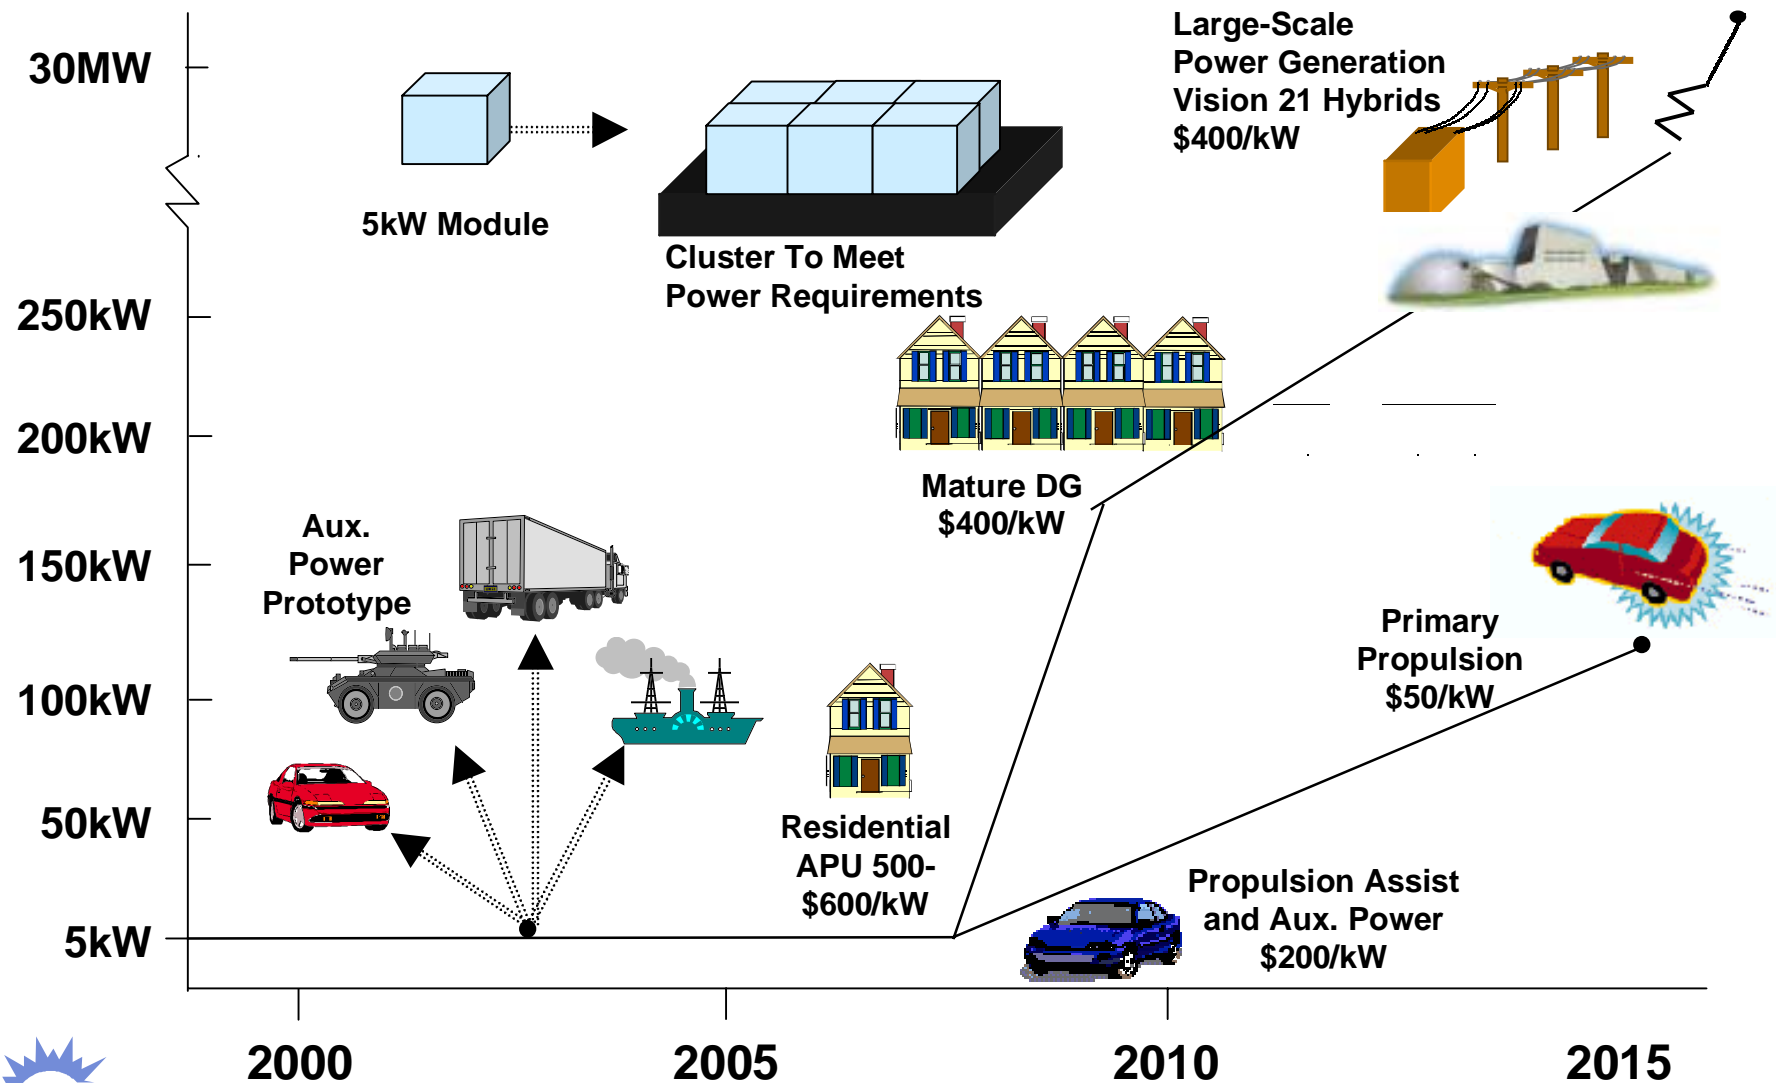 Large-Scale
Power Generation
Vision 21 Hybrids
$400/kW
30MW
5kW Module
Cluster To Meet
Power Requirements
250kW
200kW
Mature DG
$400/kW
150kW
Aux.
Power
Prototype
Primary
Propulsion
$50/kW
100kW
50kW
Residential
APU 500-
$600/kW
Propulsion Assist
and Aux. Power
$200/kW
5kW
2000
2005
2010
2015